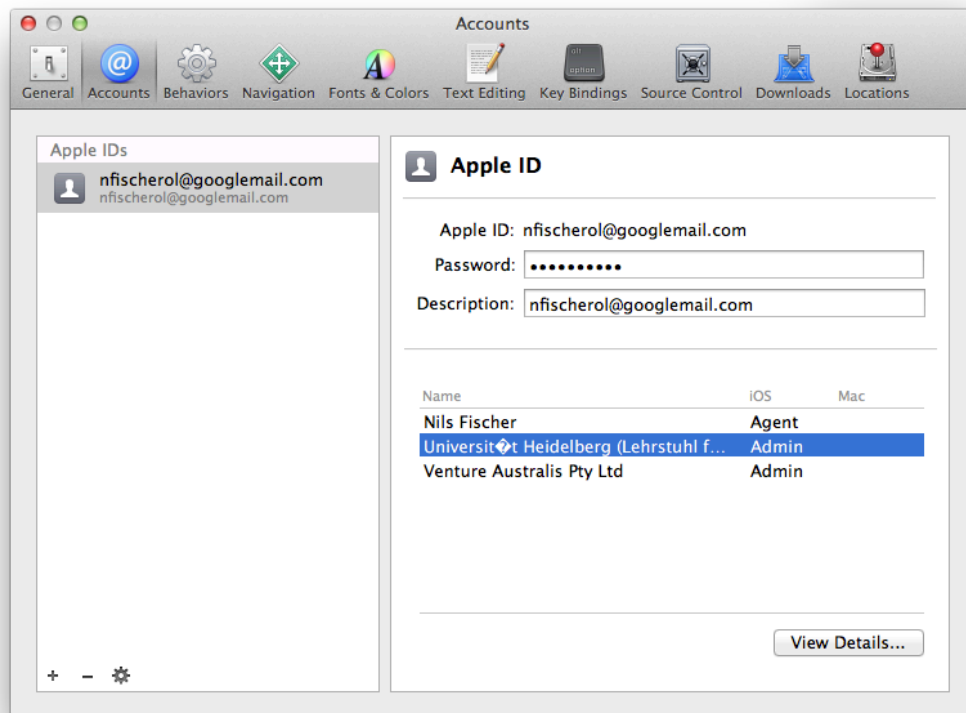 Accounts
General Accounts Behaviors Navigation Fonts & Colors Text Editing Key Bindings Source Control Downloads Locations
alt
option
Apple IDs
nfischerol@googlemail.com
nfischerol@googlemail.com
Apple ID
Apple ID: nfischerol@googlemail.com
Password: ••••••••••
Description: nfischerol@googlemail.com
Name iOS Mac
Nils Fischer Agent
Universit�t Heidelberg (Lehrstuhl f... Admin
Venture Australis Pty Ltd Admin
View Details...